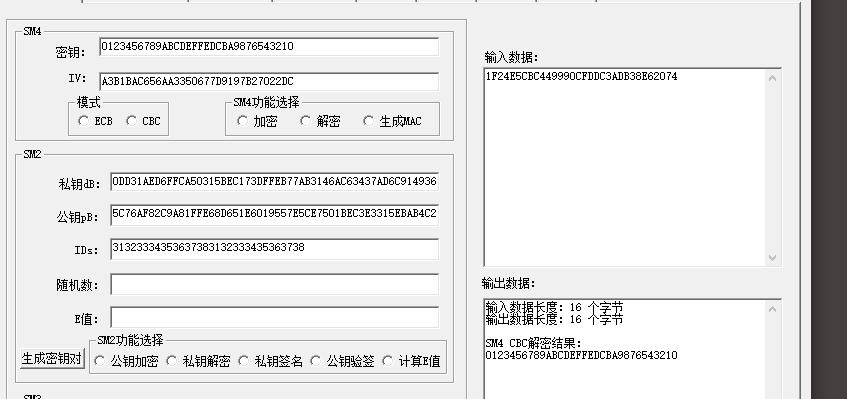 SM4
密钥: 0123456789ABCDEFFEDCBA9876543210
IV: A3B1BAC656AA3350677D9197B27022DC
模式
ECB CBC
SM4功能选择
加密 解密 生成MAC
SM2
私钥dB: 0DD31AED6FFCA50315BEC173DFFEB77AB3146AC63437AD6C914936
公钥pB: 5C76AF82C9A81FFE68D651E6019557E5CE7501BEC3E3315EBAB4C2
IDs: 31323334353637383132333435363738
随机数:
E值:
SM2功能选择
生成密钥对 公钥加密 私钥解密 私钥签名 公钥验签 计算E值
输入数据:
1F24E5CBC449990CFDDC3ADB38E62074
输出数据:
输入数据长度: 16 个字节
输出数据长度: 16 个字节
SM4 CBC解密结果:
0123456789ABCDEFFEDCBA9876543210